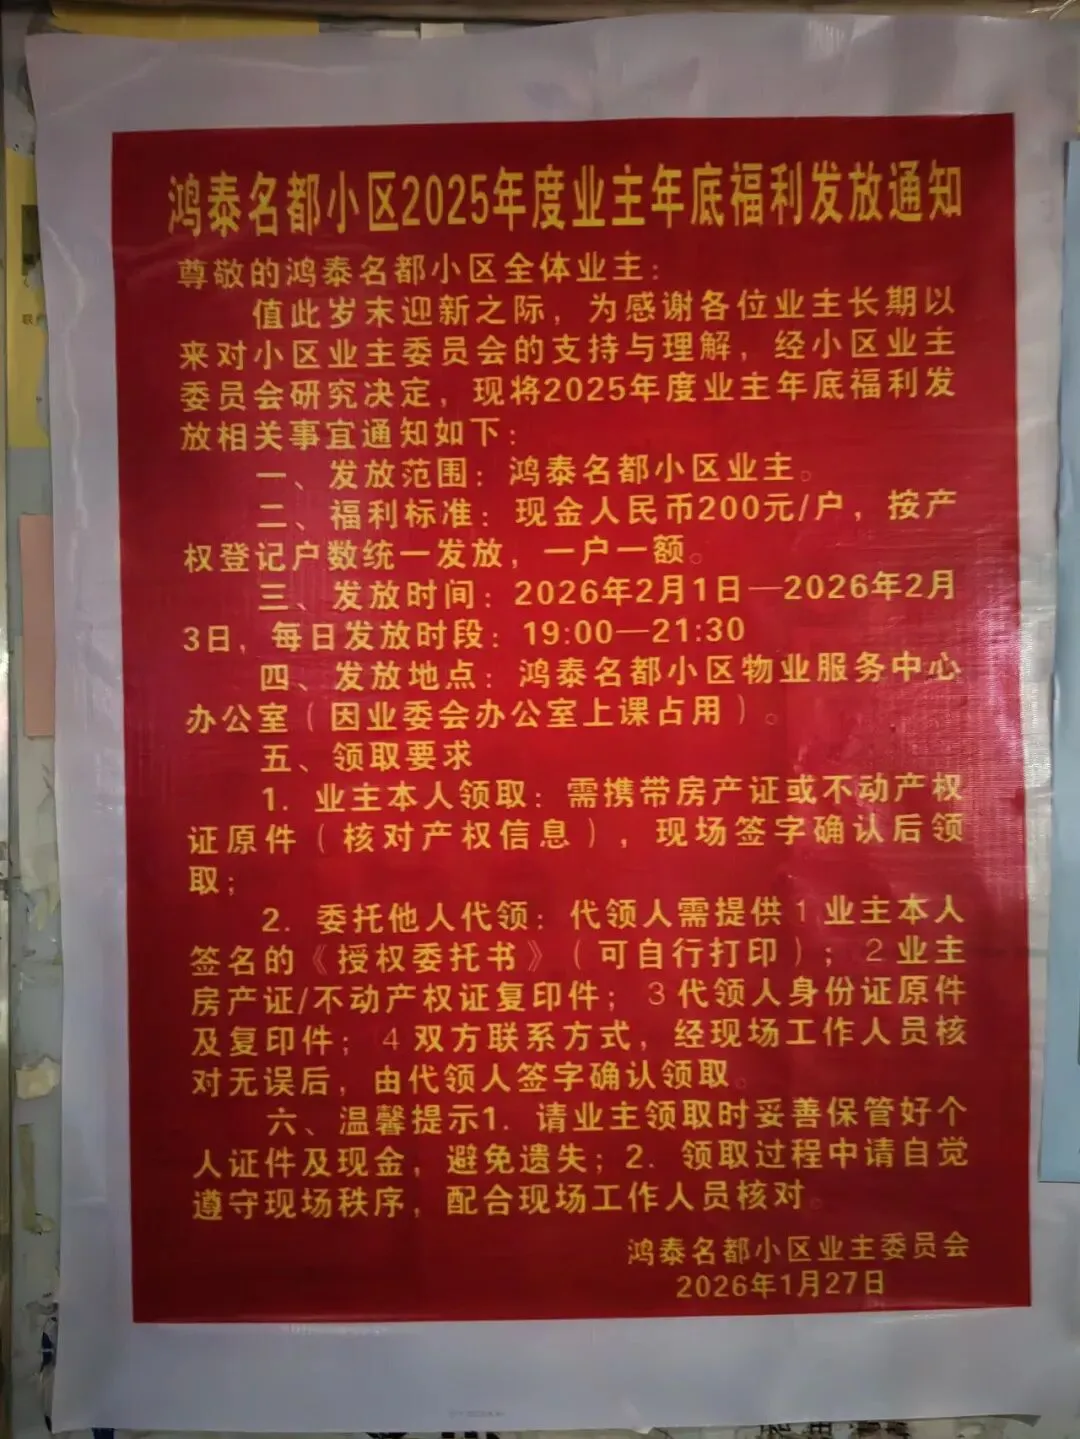 鸿泰名都小区2025年度业主年底福利发放通知
尊敬的鸿泰名都小区全体业主：
值此岁末迎新之际，为感谢各位业主长期以
来对小区业主委员会的支持与理解，经小区业主
委员会研究决定，现将2025年度业主年底福利发
放相关事宜通知如下：
一、发放范围：鸿泰名都小区业主。
二、福利标准：现金人民币200元/户，按产
权登记户数统一发放，一户一额。
三、发放时间：2026年2月1日—2026年2月
3日，每日发放时段：19:00—21:30
四、发放地点：鸿泰名都小区物业服务中心
办公室（因业委会办公室上课占用）。
五、领取要求
1. 业主本人领取：需携带房产证或不动产权
证原件（核对产权信息），现场签字确认后领
取；
2. 委托他人代领：代领人需提供1业主本人
签名的《授权委托书》（可自行打印）；2业主
房产证/不动产权证复印件；3代领人身份证原件
及复印件；4双方联系方式，经现场工作人员核
对无误后，由代领人签字确认领取。
六、温馨提示1. 请业主领取时妥善保管好个
人证件及现金，避免遗失；2. 领取过程中请自觉
遵守现场秩序，配合现场工作人员核对。
鸿泰名都小区业主委员会
2026年1月27日